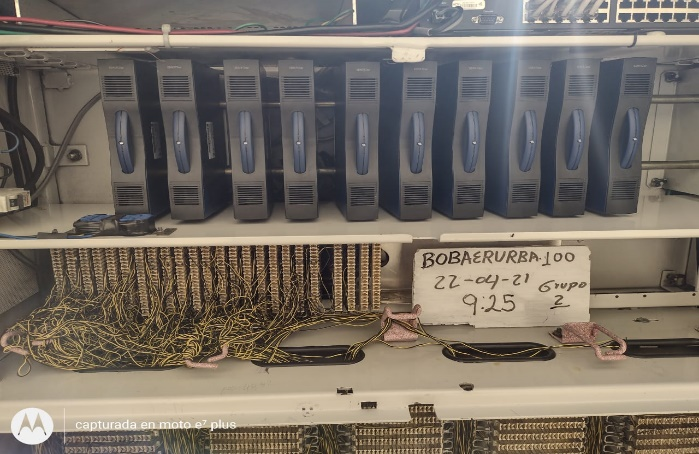 BOBAERURBA-100
22-04-21
9:25 Grupo 2
capturada en moto e⁷ plus